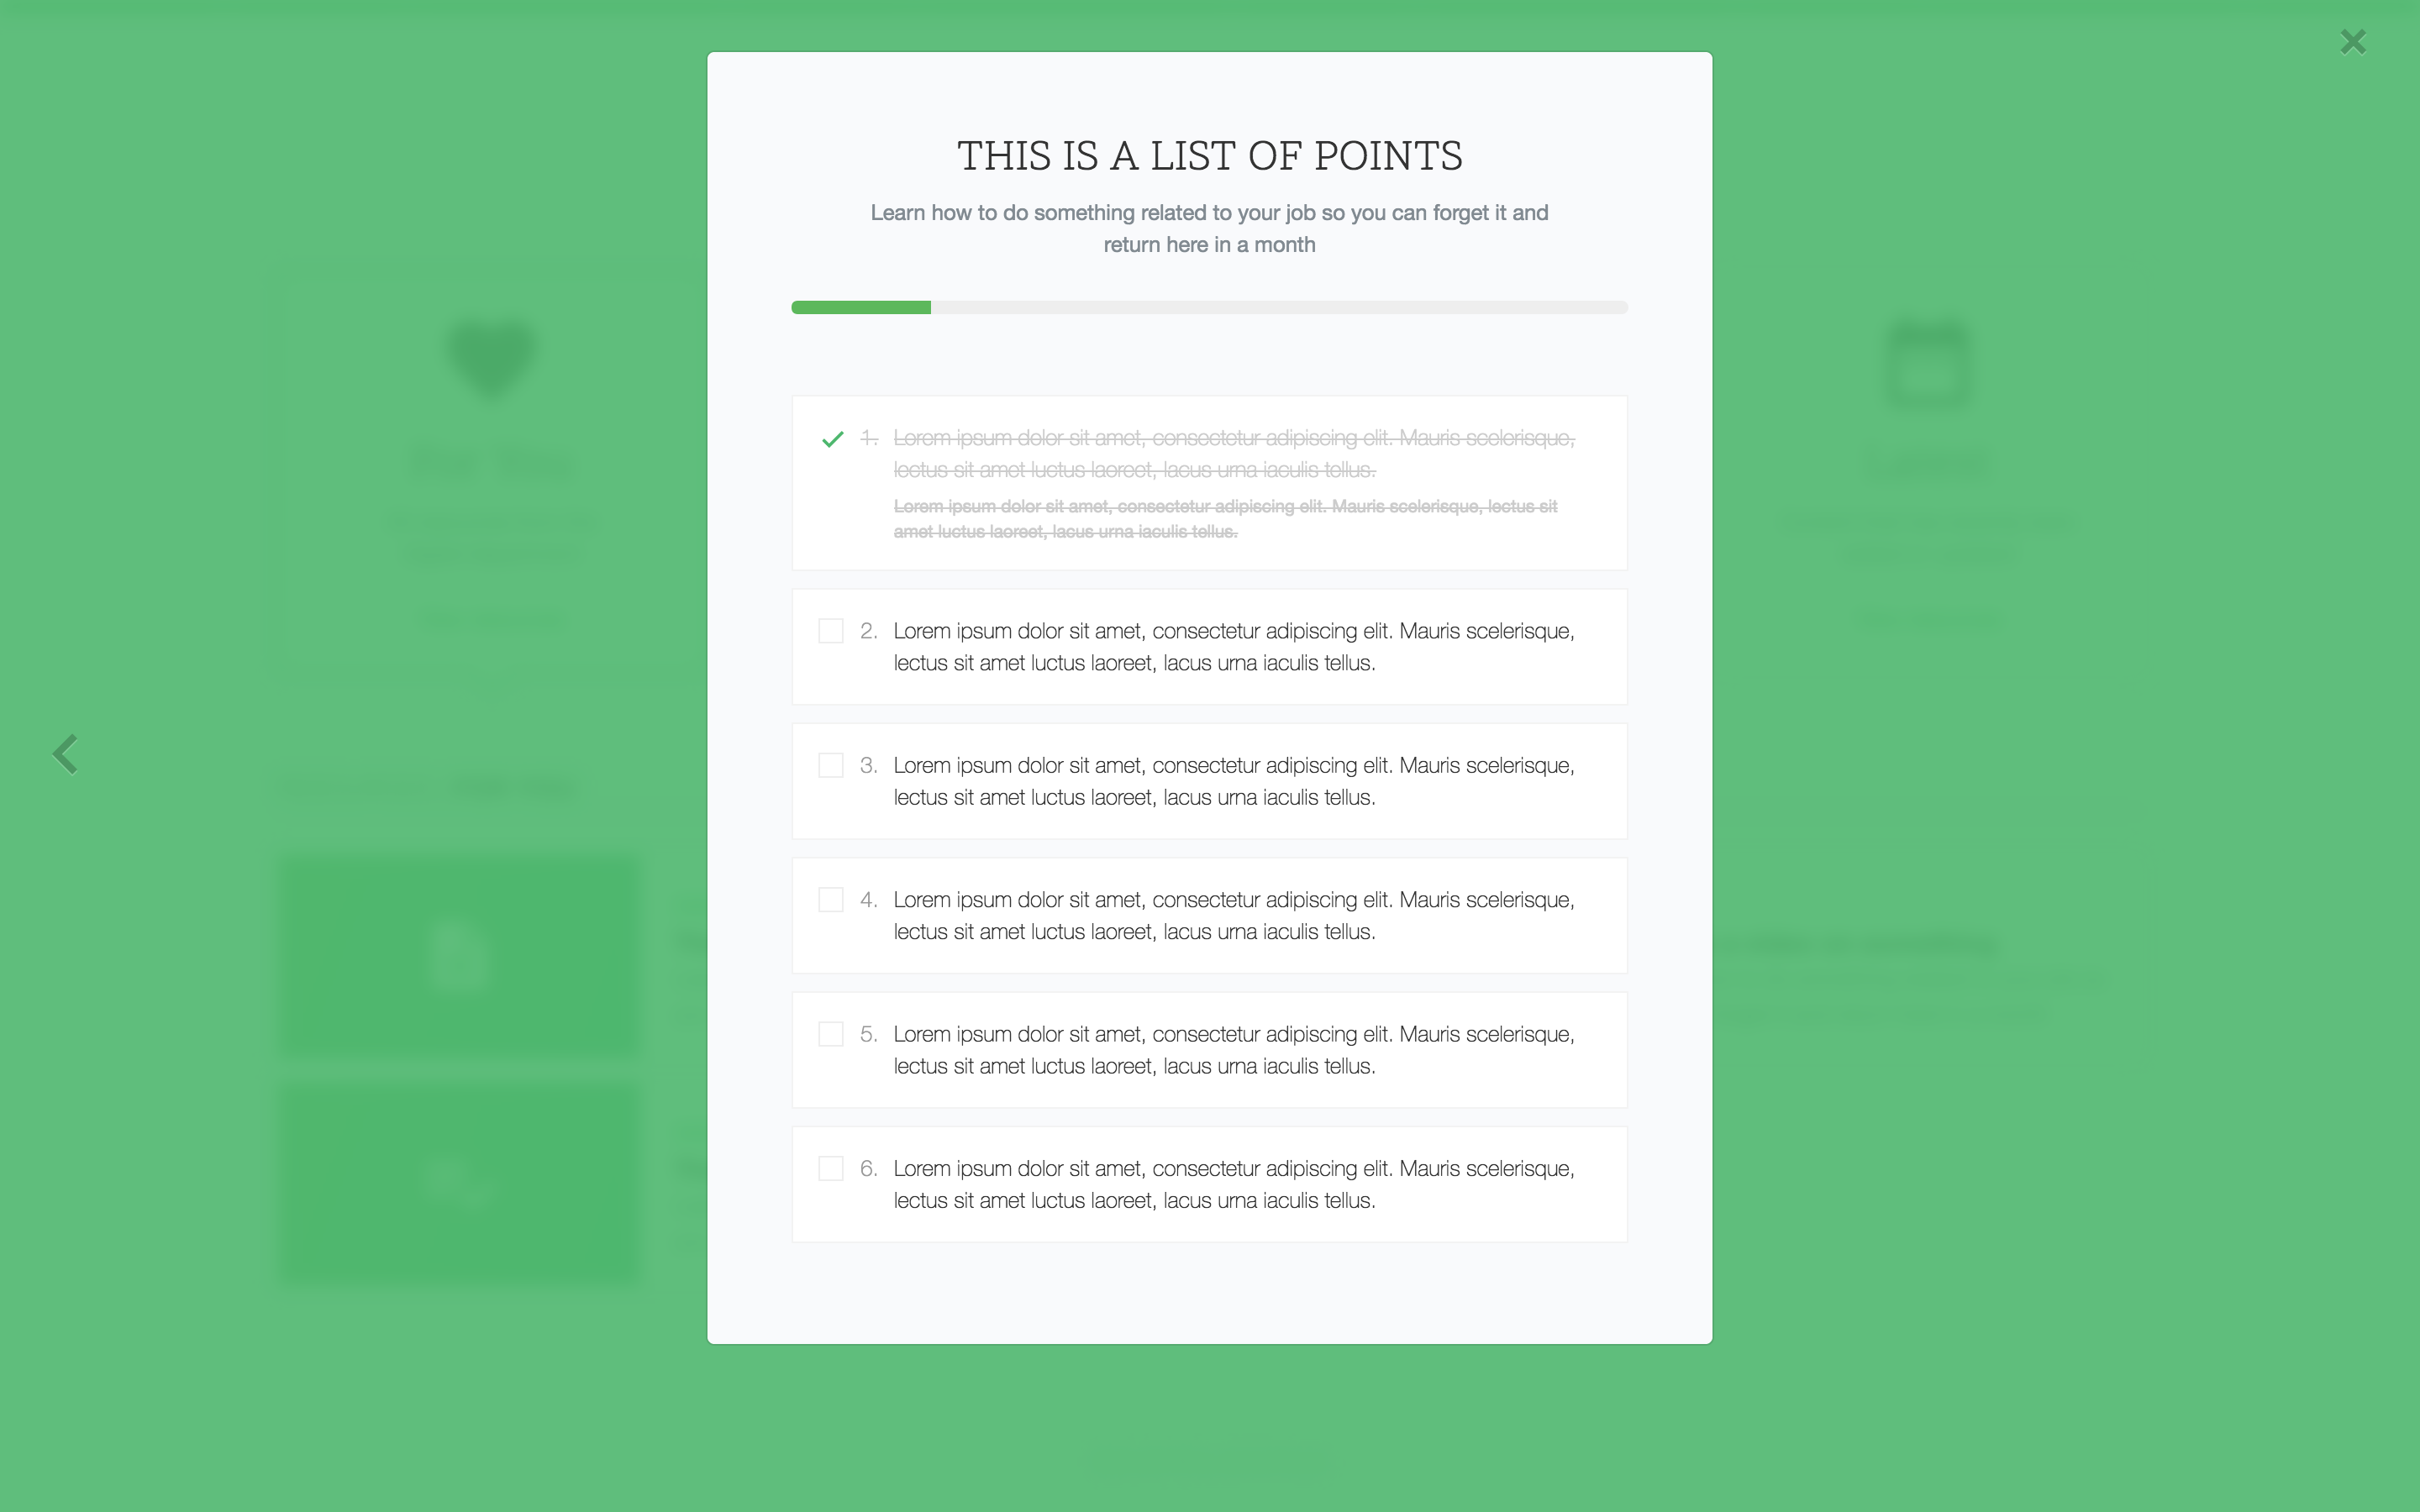 THIS IS A LIST OF POINTS
Learn how to do something related to your job so you can forget it and
return here in a month
1. Lorem ipsum dolor sit amet, consectetur adipiscing elit. Mauris scelerisque,
lectus sit amet luctus laoreet, lacus urna iaculis tellus.
Lorem ipsum dolor sit amet, consectetur adipiscing elit. Mauris scelerisque, lectus sit
amet luctus laoreet, lacus urna iaculis tellus.
2. Lorem ipsum dolor sit amet, consectetur adipiscing elit. Mauris scelerisque,
lectus sit amet luctus laoreet, lacus urna iaculis tellus.
3. Lorem ipsum dolor sit amet, consectetur adipiscing elit. Mauris scelerisque,
lectus sit amet luctus laoreet, lacus urna iaculis tellus.
4. Lorem ipsum dolor sit amet, consectetur adipiscing elit. Mauris scelerisque,
lectus sit amet luctus laoreet, lacus urna iaculis tellus.
5. Lorem ipsum dolor sit amet, consectetur adipiscing elit. Mauris scelerisque,
lectus sit amet luctus laoreet, lacus urna iaculis tellus.
6. Lorem ipsum dolor sit amet, consectetur adipiscing elit. Mauris scelerisque,
lectus sit amet luctus laoreet, lacus urna iaculis tellus.